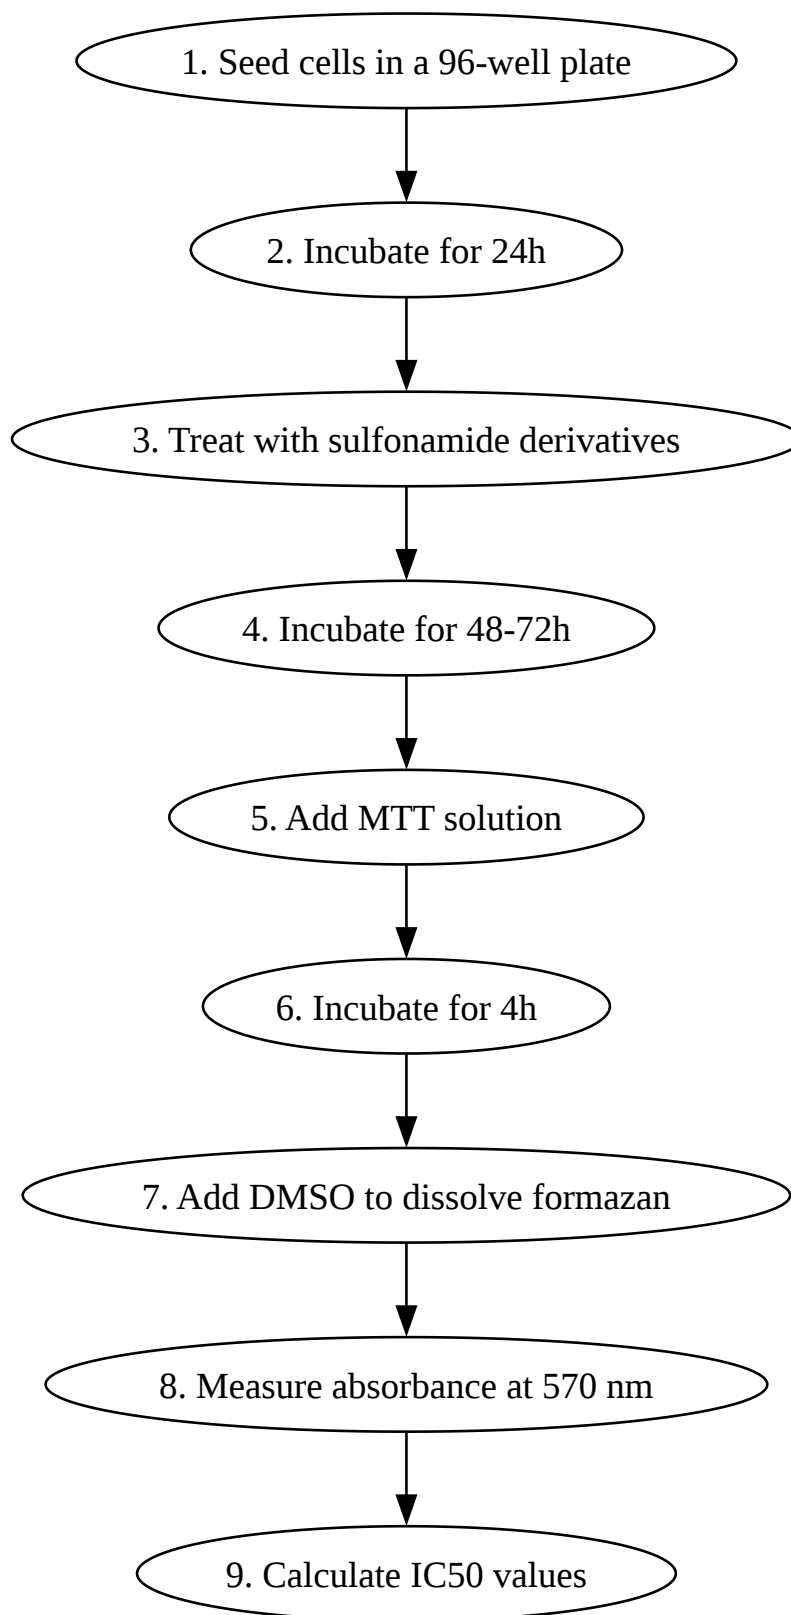 1. Seed cells in a 96-well plate
2. Incubate for 24h
3. Treat with sulfonamide derivatives
4. Incubate for 48-72h
5. Add MTT solution
6. Incubate for 4h
7. Add DMSO to dissolve formazan
8. Measure absorbance at 570 nm
9. Calculate IC50 values